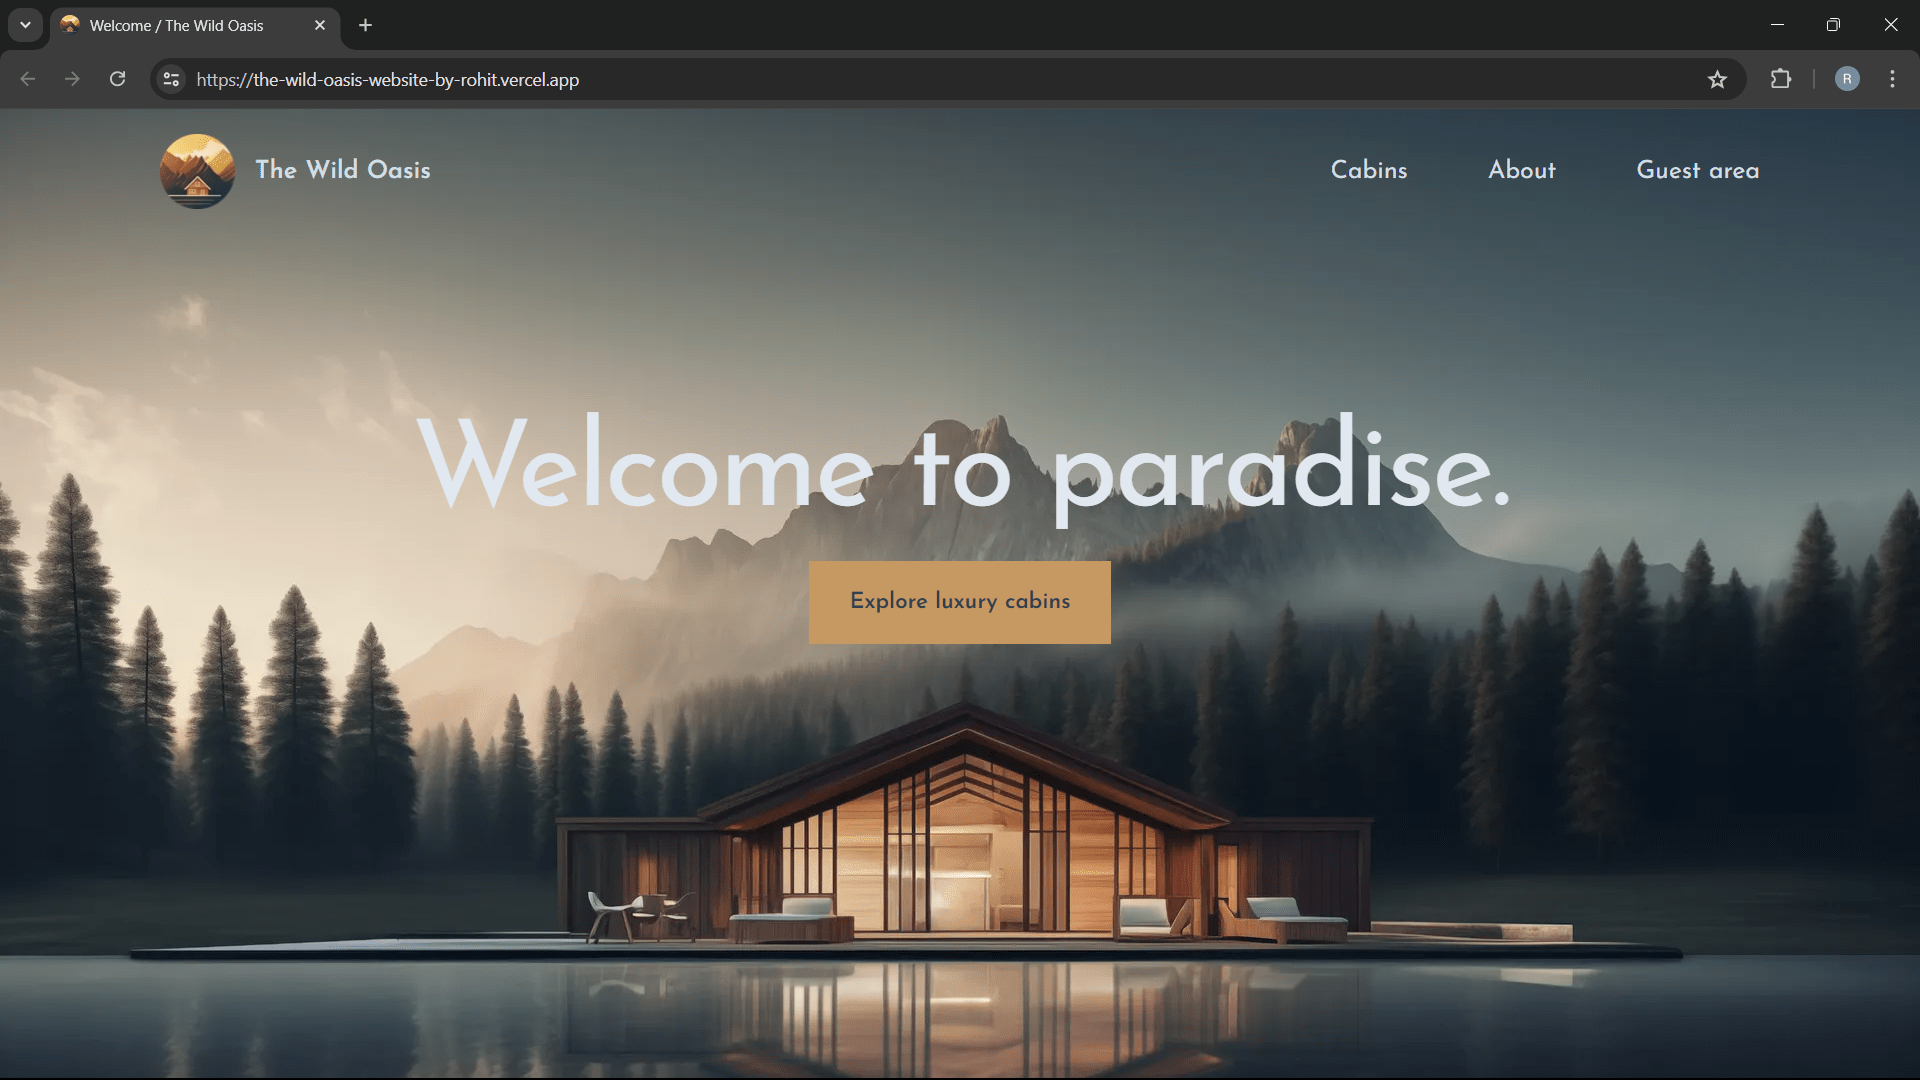 Welcome / The Wild Oasis
https://the-wild-oasis-website-by-rohit.vercel.app
R
The Wild Oasis
Cabins
About
Guest area
Welcome to paradise.
Explore luxury cabins